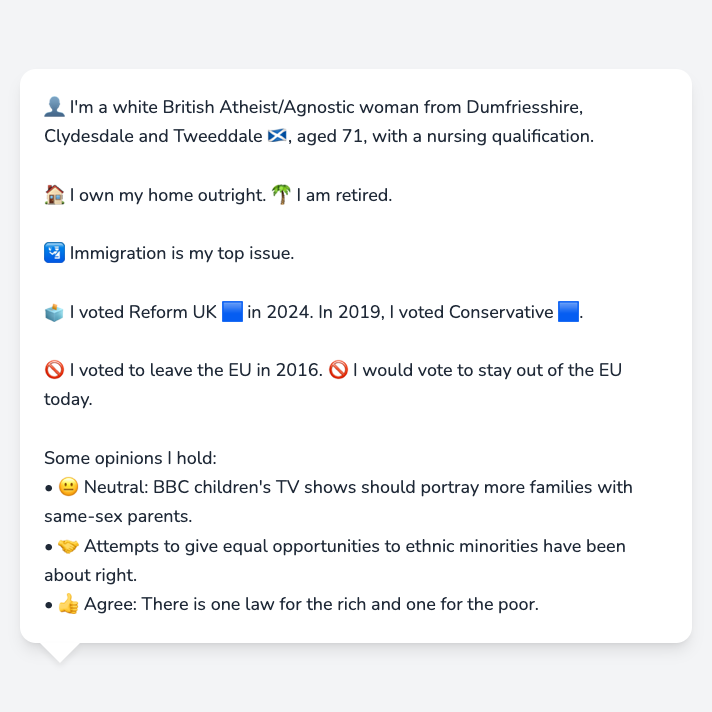 👤 I'm a white British Atheist/Agnostic woman from Dumfriesshire,
Clydesdale and Tweeddale 🏴󠁧󠁢󠁳󠁣󠁴󠁿, aged 71, with a nursing qualification.
🏠 I own my home outright. 🌴 I am retired.
🛂 Immigration is my top issue.
🗳️ I voted Reform UK 🟦 in 2024. In 2019, I voted Conservative 🟦.
🚫 I voted to leave the EU in 2016. 🚫 I would vote to stay out of the EU
today.
Some opinions I hold:
• 😐 Neutral: BBC children's TV shows should portray more families with
same-sex parents.
• 🤝 Attempts to give equal opportunities to ethnic minorities have been
about right.
• 👍 Agree: There is one law for the rich and one for the poor.